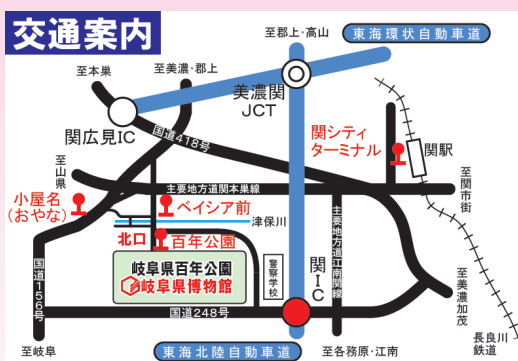 交通案内
至郡上・高山
東海環状自動車道
至本巣
至美濃・郡上
美濃関
JCT
関広見IC
国道418号
関シティ
ターミナル
関駅
至山県
小屋名
(おやな)
主要地方道関本巣線
至関市街
ベイシア前
津保川
北口
百年公園
主要地方道江南関線
岐阜県百年公園
岐阜県博物館
警察学校
関IC
国道156号
国道248号
至美濃加茂
長良川
鉄道
至岐阜
東海北陸自動車道
至各務原・江南